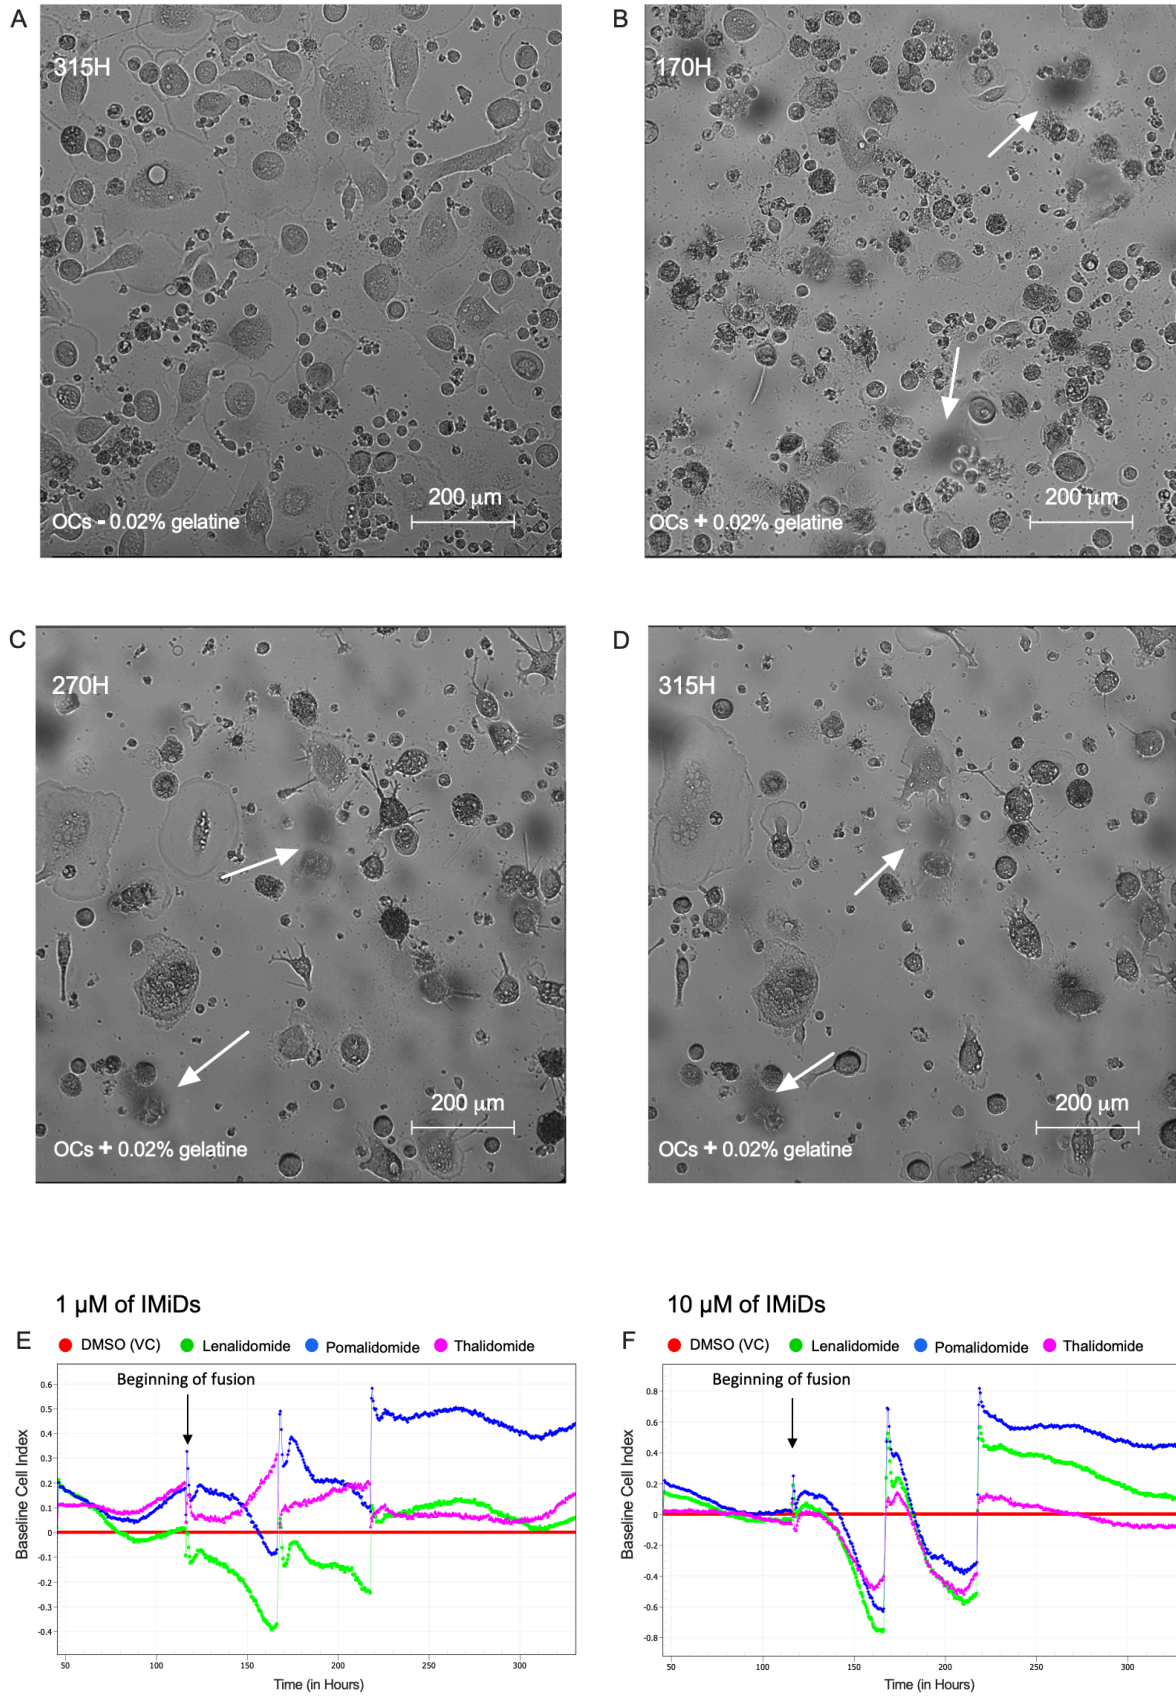 A
315H
OCs - 0.02% gelatine
200 µm
B
170H
OCs + 0.02% gelatine
200 µm
C
270H
OCs + 0.02% gelatine
200 µm
D
315H
OCs + 0.02% gelatine
200 µm
1 µM of IMiDs
E
DMSO (VC) Lenalidomide Pomalidomide Thalidomide
Beginning of fusion
Baseline Cell Index
0.6
0.5
0.4
0.3
0.2
0.1
0
-0.1
-0.2
-0.3
-0.4
50 100 150 200 250 300
Time (in Hours)
10 µM of IMiDs
F
DMSO (VC) Lenalidomide Pomalidomide Thalidomide
Beginning of fusion
Baseline Cell Index
0.8
0.6
0.4
0.2
0
-0.2
-0.4
-0.6
-0.8
50 100 150 200 250 300
Time (in Hours)